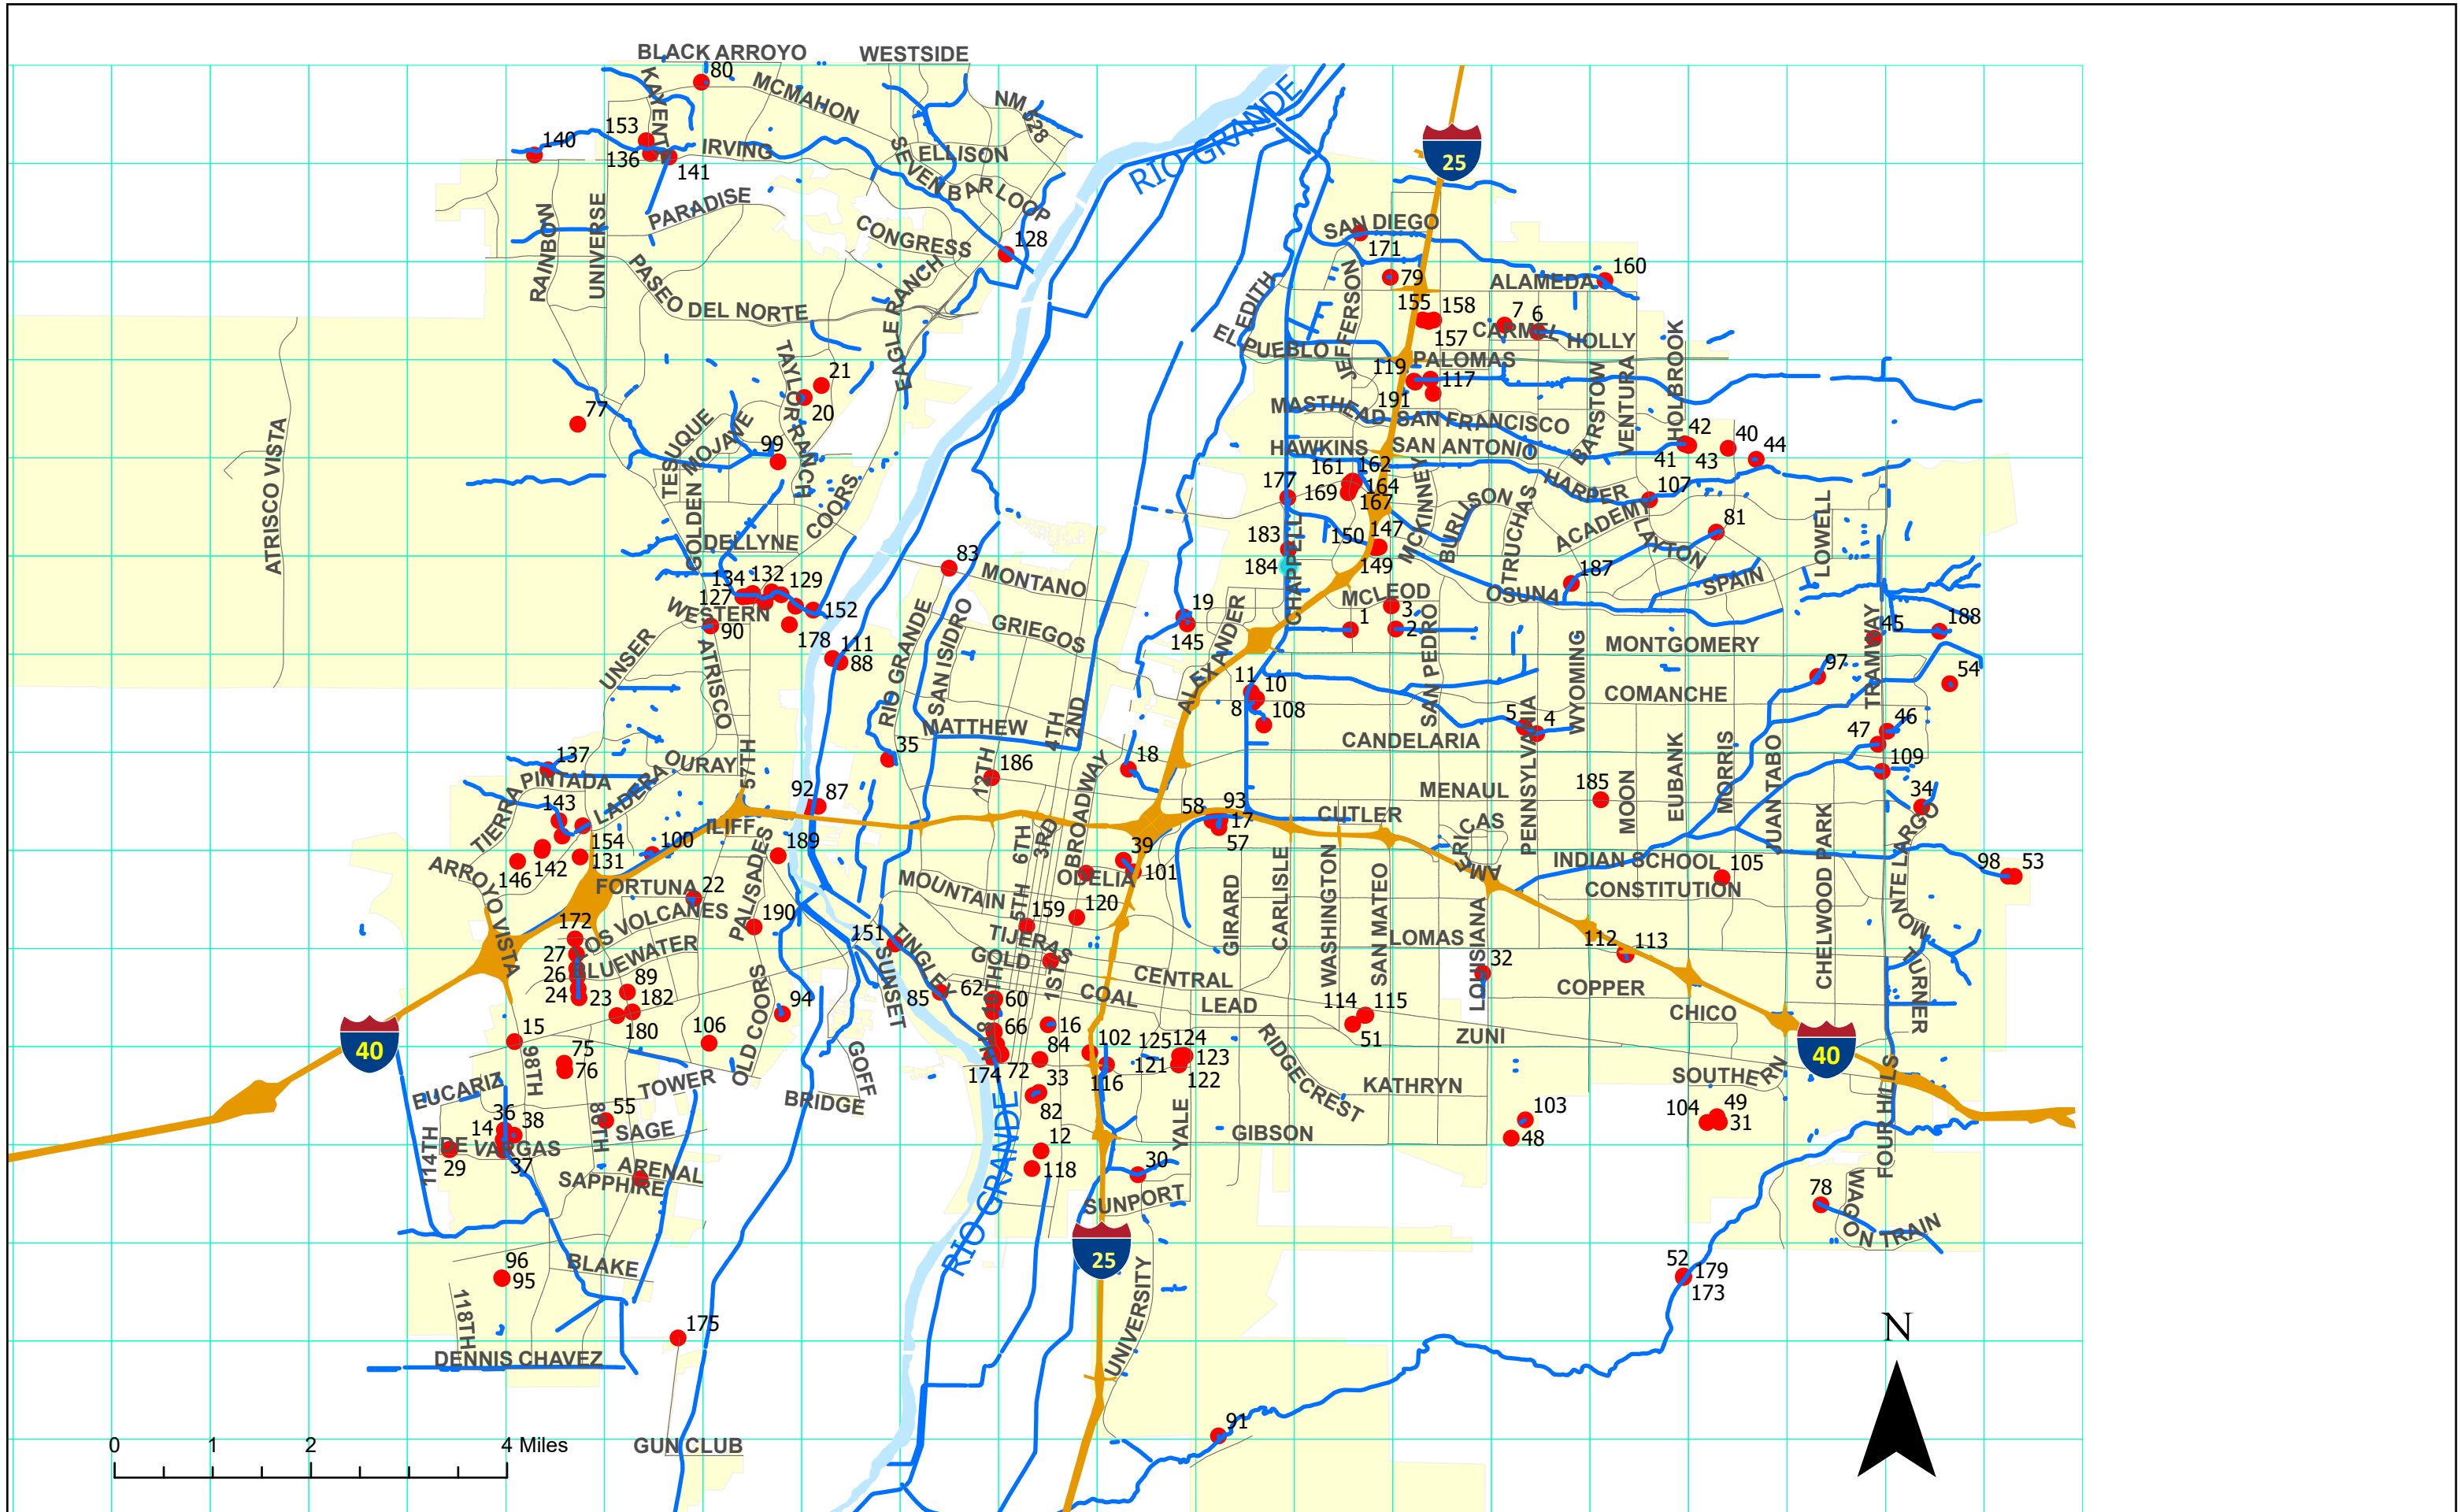 BLACK ARROYO
WESTSIDE
80
KAYENTA
MCMAHON
NM 528
RIO GRANDE
153
140
136
141
IRVING
ELLISON
SEVEN BAR LOOP
25
PARADISE
RAINBOW
UNIVERSE
CONGRESS
128
SAN DIEGO
171
79
ALAMEDA
160
PASEO DEL NORTE
EAGLE RANCH
EDITH
JEFFERSON
155
158
157
7
6
CARMEL
HOLLY
EL PUEBLO
PALOMAS
HOLBROOK
TAYLOR RANCH
21
20
119
117
191
BARSTOW
VENTURA
77
ATRISCO VISTA
TESUQUE
MOJAVE
99
MASTHEAD
SAN FRANCISCO
HAWKINS
SAN ANTONIO
42
40
44
41
43
161
162
177
169
164
167
MCKINNEY
BURLISON
HARPER
107
GOLDEN
COORS
OSTRUCHAS
ACADEMY
LAYTON
81
LOWELL
DELLYNE
183
150
147
184
149
CHAPPELL
83
MONTANO
187
SPAIN
134
132
129
127
152
WESTERN
90
178
MCLEOD
OSUNA
19
145
1
3
2
188
45
111
88
UNSER
ATRISCO
RIO GRANDE
SAN ISIDRO
GRIEGOS
ALEXANDER
SAN PEDRO
WYOMING
MONTGOMERY
97
TRAMWAY
54
11
10
8
108
COMANCHE
MATTHEW
4TH
2ND
5
4
PENNSYLVANIA
46
47
109
CANDELARIA
35
137
PINTADA
OURAY
57TH
12TH
186
18
BROADWAY
EUBANK
MORRIS
JUAN TABO
143
TIERRA
LADERA
92
87
MENAUL
185
MOON
34
58
93
17
57
CUTLER
ILIFF
100
154
131
142
146
189
6TH
3RD
39
101
ODELIA
AMERICAS
INDIAN SCHOOL
105
CONSTITUTION
CHELWOOD PARK
MONTE LARGO
98
53
ARROYO VISTA
FORTUNA
22
PALISADES
MOUNTAIN
5TH
159
120
GIRARD
CARLISLE
WASHINGTON
SAN MATEO
LOUISIANA
172
LOS VOLCANES
190
151
TINGLEY
TIJERAS
GOLD
LOMAS
112
113
27
26
BLUEWATER
89
24
23
182
180
SUNSET
85
62
60
10TH
1ST
COAL
CENTRAL
LEAD
32
COPPER
TURNER
40
15
98TH
75
76
106
OLD COORS
94
66
16
84
102
114
115
51
ZUNI
CHICO
40
125
124
121
123
122
174
72
116
EUCARIZ
TOWER
GOFF
BRIDGE
33
82
RIDGECREST
KATHRYN
SOUTHERN
36
14
38
55
88TH
SAGE
DE VARGAS
29
37
114TH
ARENAL
SAPPHIRE
12
118
YALE
GIBSON
103
48
104
49
31
FOUR HILLS
30
SUNPORT
78
WAGON TRAIN
RIO GRANDE
25
96
95
BLAKE
118TH
52
179
173
175
DENNIS CHAVEZ
UNIVERSITY
91
GUN CLUB
N
0 1 2 4 Miles